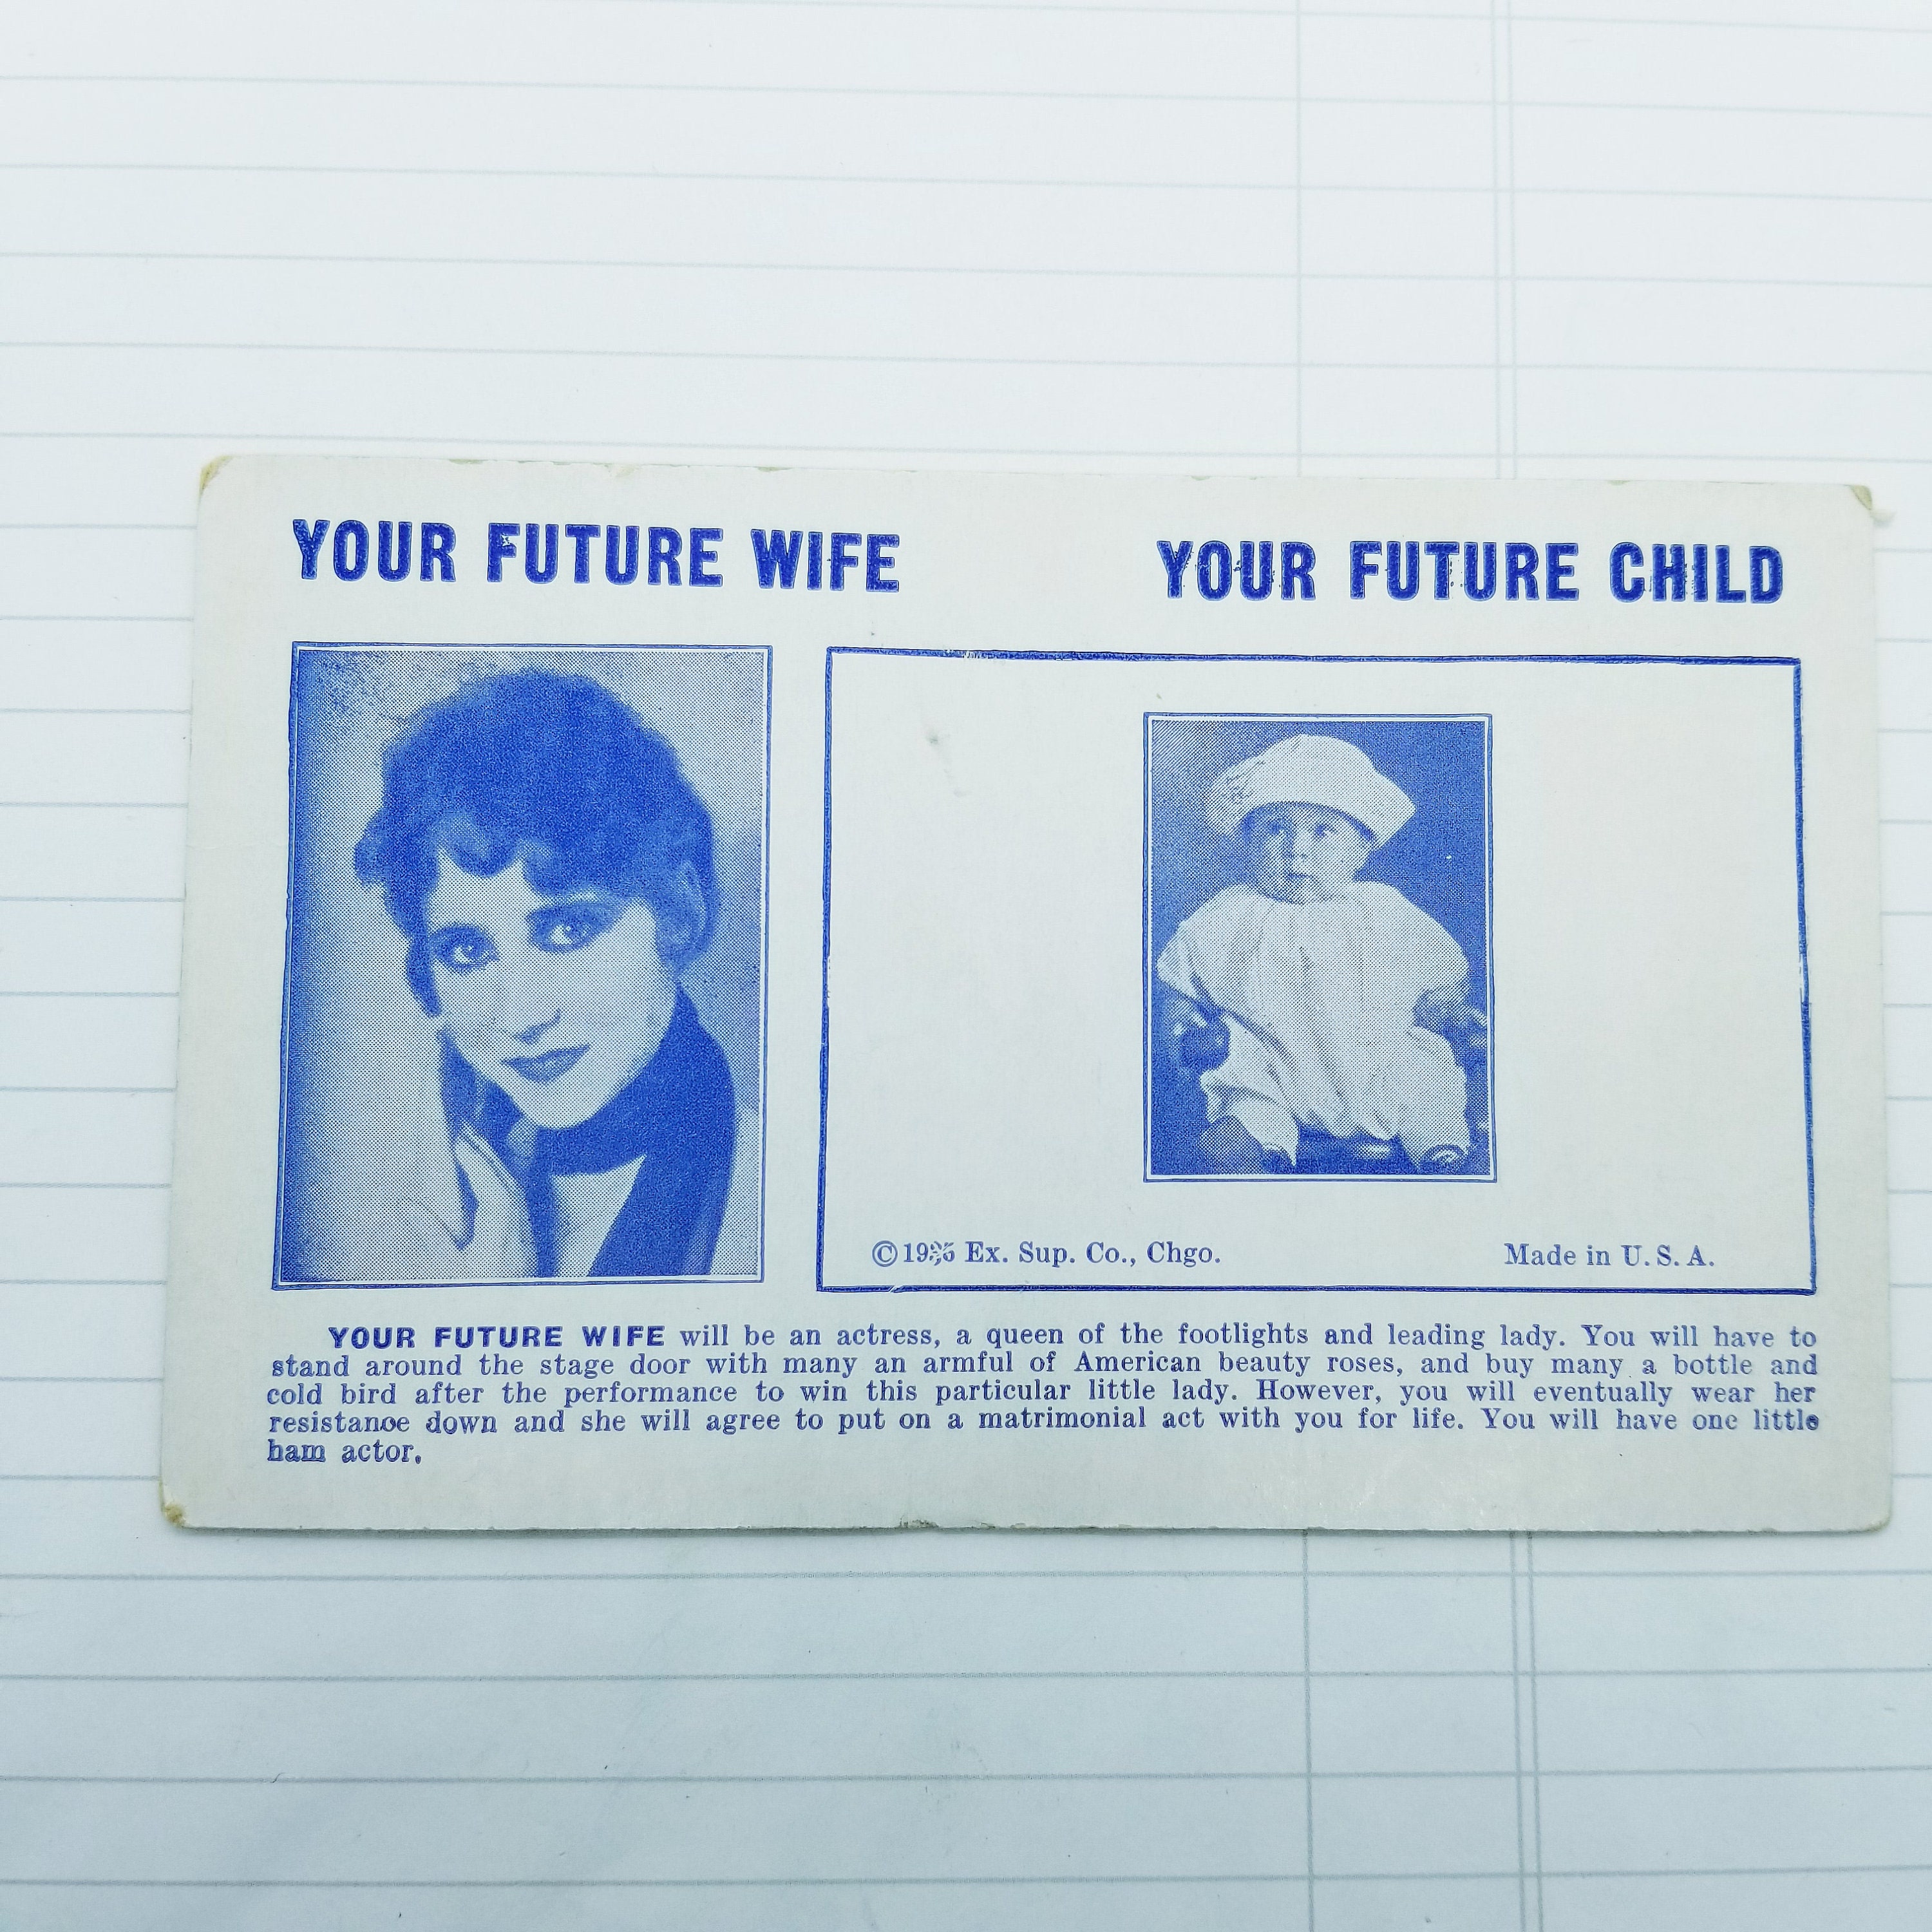 YOUR FUTURE WIFE
YOUR FUTURE CHILD
© Ex. Sup. Co., Chgo.
Made in U. S. A.
YOUR FUTURE WIFE will be an actress, a queen of the footlights and leading lady. You will have to
stand around the stage door with many an armful of American beauty roses, and buy many a bottle and
cold bird after the performance to win this particular little lady. However, you will eventually wear her
resistance down and she will agree to put on a matrimonial act with you for life. You will have one little
ham actor.